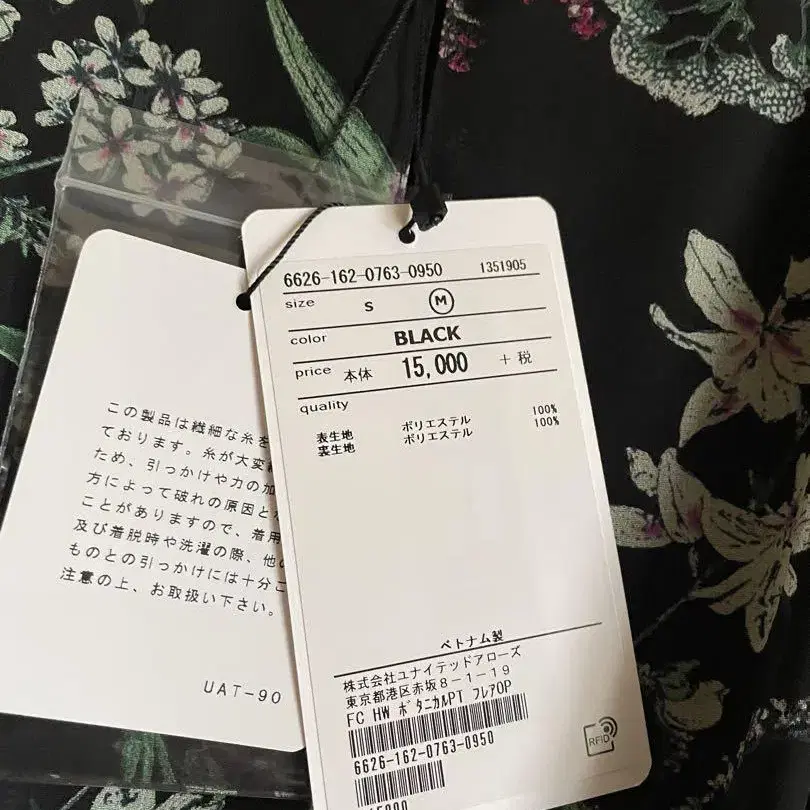 6626-162-0763-0950 1351905
size S M
color BLACK
price 本体 15,000 +税
quality
表生地 ポリエステル 100%
裏生地 ポリエステル 100%
ベトナム製
株式会社ユナイテッドアローズ
東京都港区赤坂8-1-19
FC HW ボタニカルPT フレアOP
6626-162-0763-0950
RFID
この製品は繊細な糸を
ております。糸が大変
ため、引っかけや力の加
方によって破れの原因と
ことがありますので、着用
及び着脱時や洗濯の際、他の
ものとの引っかけには十分ご
注意の上、お取扱い下さい。
UAT-90